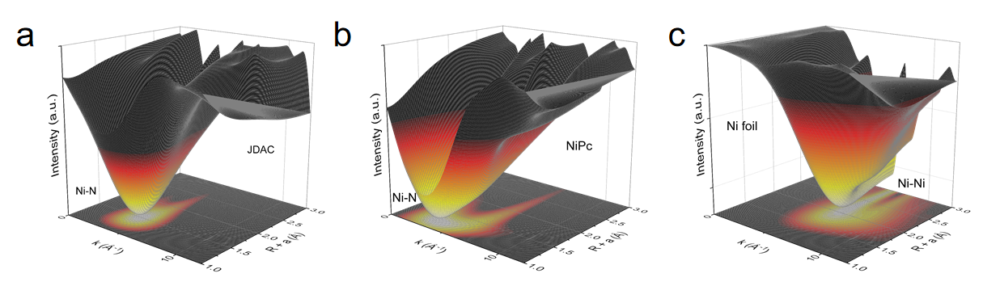 a
Intensity (a.u.)
JDAC
Ni-N
0
k (Å⁻¹)
10
1.0
1.5
2.0
2.5
3.0
R + a (Å)
b
Intensity (a.u.)
NiPc
Ni-N
0
k (Å⁻¹)
10
1.0
1.5
2.0
2.5
3.0
R + a (Å)
c
Intensity (a.u.)
Ni foil
Ni-Ni
0
k (Å⁻¹)
10
1.0
1.5
2.0
2.5
3.0
R + a (Å)